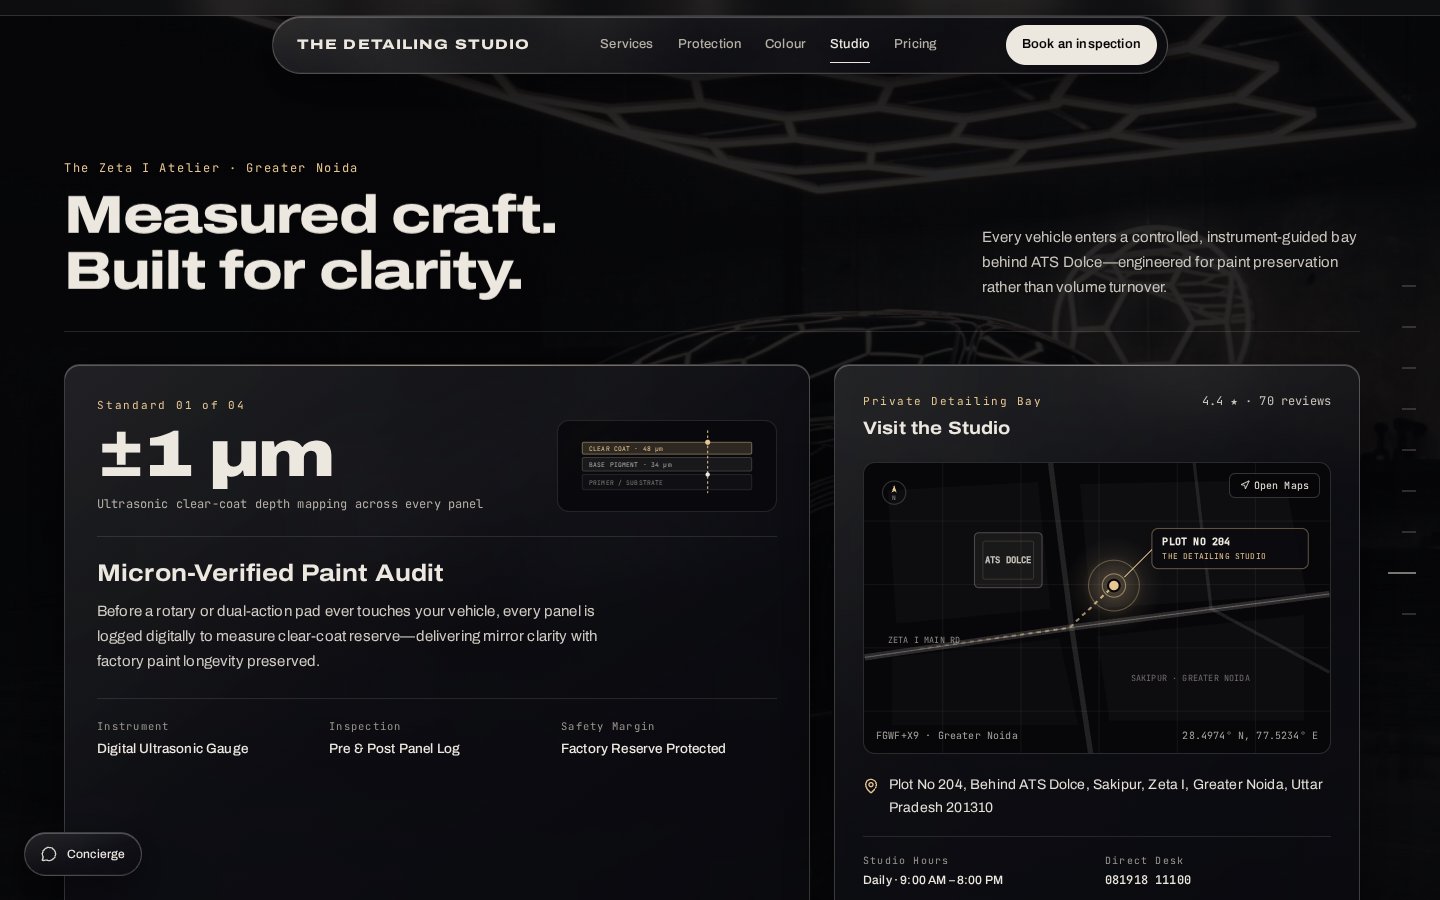 THE DETAILING STUDIO
Services
Protection
Colour
Studio
Pricing
Book an inspection
The Zeta I Atelier · Greater Noida
Measured craft.
Built for clarity.
Every vehicle enters a controlled, instrument-guided bay
behind ATS Dolce—engineered for paint preservation
rather than volume turnover.
Standard 01 of 04
±1 μm
Ultrasonic clear-coat depth mapping across every panel
CLEAR COAT · 48 μm
BASE PIGMENT · 34 μm
PRIMER / SUBSTRATE
Micron-Verified Paint Audit
Before a rotary or dual-action pad ever touches your vehicle, every panel is
logged digitally to measure clear-coat reserve—delivering mirror clarity with
factory paint longevity preserved.
Instrument
Digital Ultrasonic Gauge
Inspection
Pre & Post Panel Log
Safety Margin
Factory Reserve Protected
Private Detailing Bay
4.4 ★ · 70 reviews
Visit the Studio
N
Open Maps
ATS DOLCE
PLOT NO 204
THE DETAILING STUDIO
ZETA I MAIN RD
SAKIPUR · GREATER NOIDA
FGWF+X9 · Greater Noida
28.4974° N, 77.5234° E
Plot No 204, Behind ATS Dolce, Sakipur, Zeta I, Greater Noida, Uttar
Pradesh 201310
Studio Hours
Daily · 9:00 AM – 8:00 PM
Direct Desk
081918 11100
Concierge